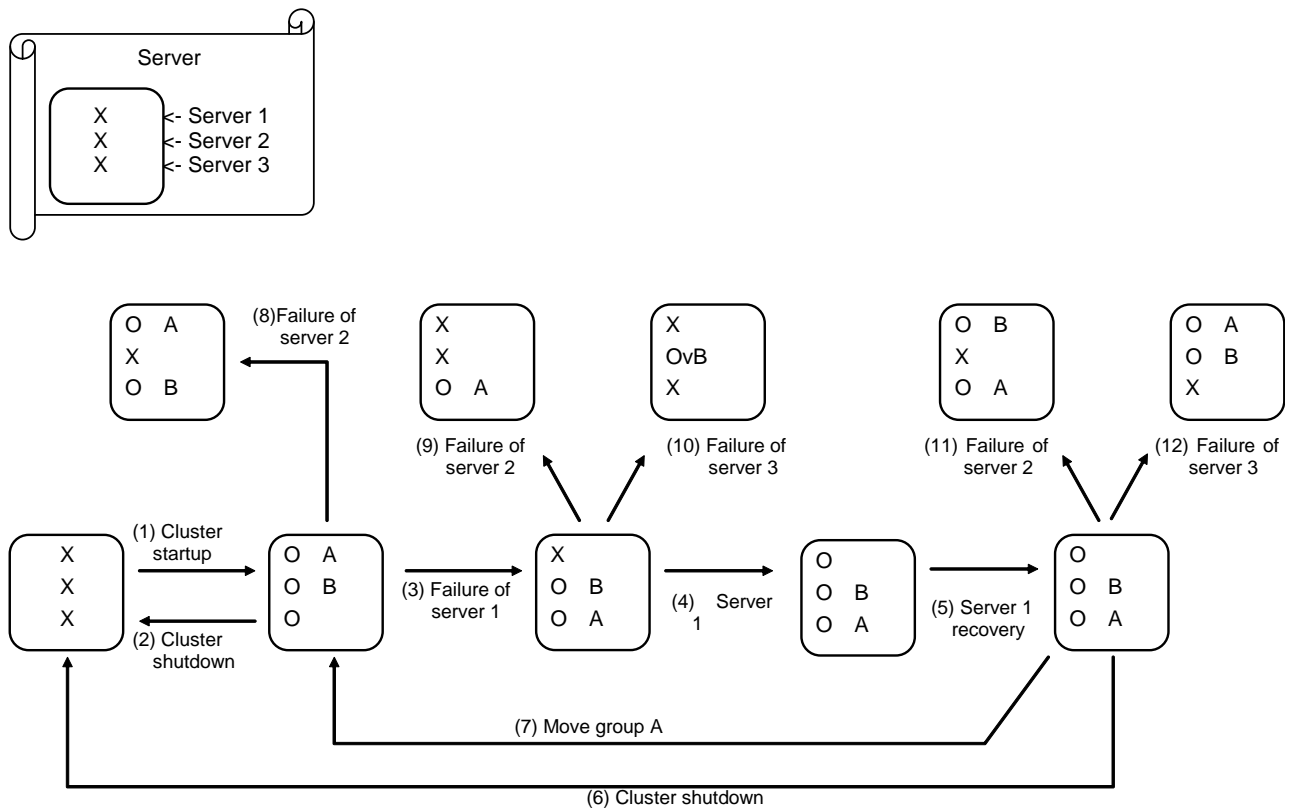 Server
X <- Server 1
X <- Server 2
X <- Server 3
O A
X
O B
(8)Failure of
server 2
X
X
O A
(9) Failure of
server 2
X
OvB
X
(10) Failure of
server 3
O B
X
O A
(11) Failure of
server 2
O A
O B
X
(12) Failure of
server 3
X
X
X
(1) Cluster
startup
(2) Cluster
shutdown
O A
O B
O
(3) Failure of
server 1
X
O B
O A
(4) Server
1
O
O B
O A
(5) Server 1
recovery
O
O B
O A
(7) Move group A
(6) Cluster shutdown